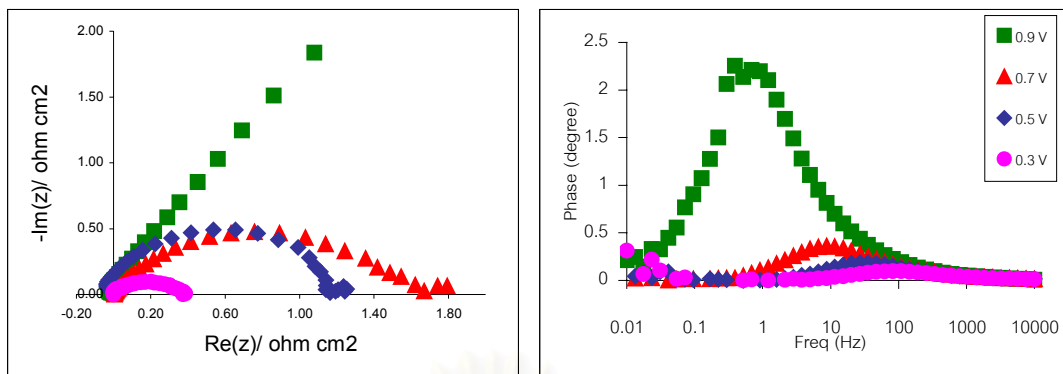 2.00
1.50
1.00
0.50
0.00
-0.20 0.20 0.60 1.00 1.40 1.80
-Im(z)/ ohm cm2
Re(z)/ ohm cm2
2.5
2
1.5
1
0.5
0
0.01 0.1 1 10 100 1000 10000
Phase (degree)
Freq (Hz)
0.9 V
0.7 V
0.5 V
0.3 V